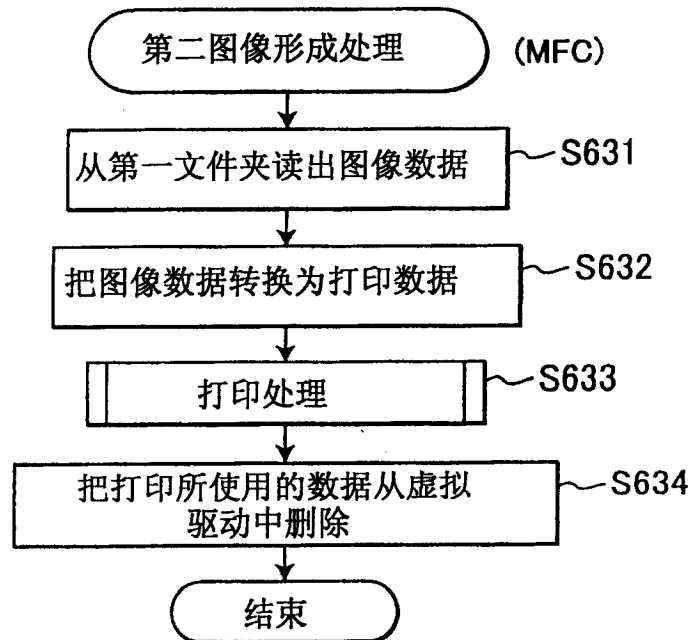 第二图像形成处理 (MFC)
从第一文件夹读出图像数据 S631
把图像数据转换为打印数据 S632
打印处理 S633
把打印所使用的数据从虚拟 S634
驱动中删除
结束